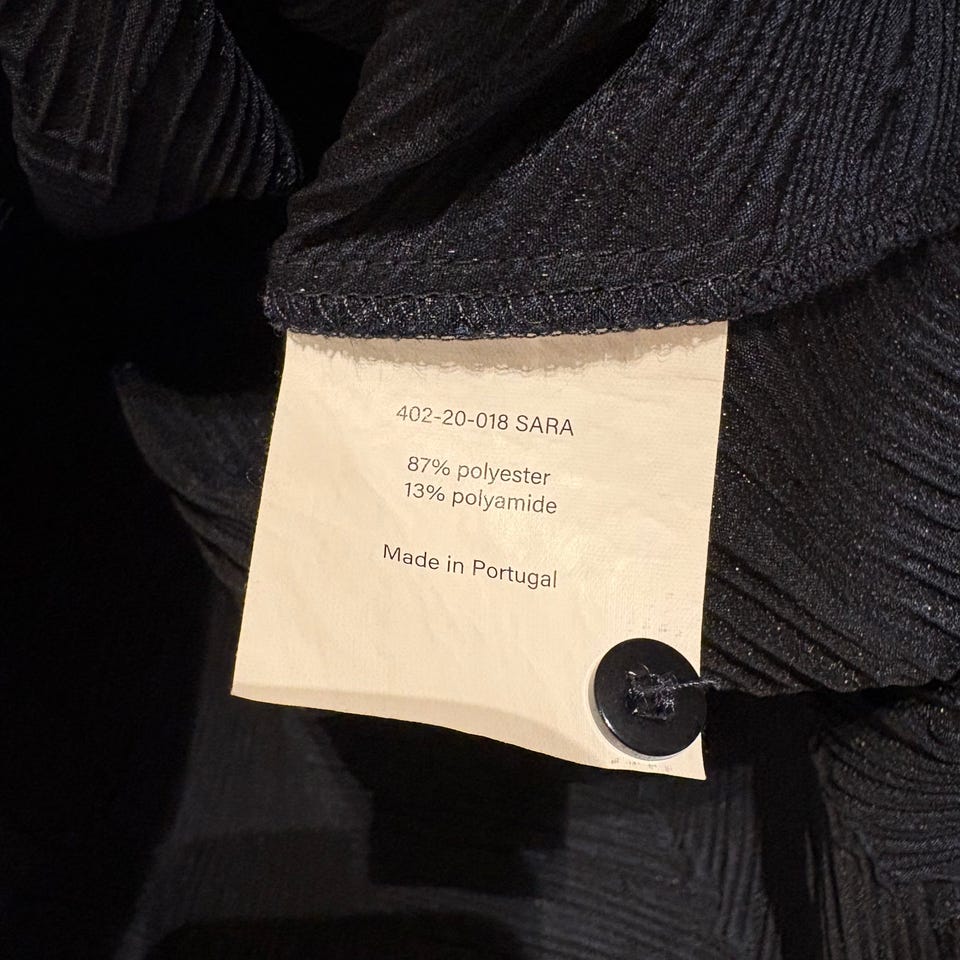 402-20-018 SARA
87% polyester
13% polyamide
Made in Portugal